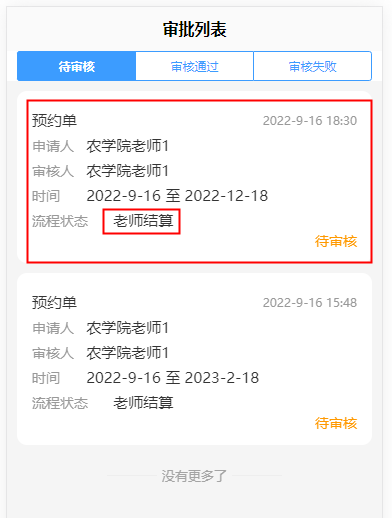 审批列表
待审核 审核通过 审核失败
预约单 2022-9-16 18:30
申请人 农学院老师1
审核人 农学院老师1
时间 2022-9-16 至 2022-12-18
流程状态 老师结算
待审核
预约单 2022-9-16 15:48
申请人 农学院老师1
审核人 农学院老师1
时间 2022-9-16 至 2023-2-18
流程状态 老师结算
待审核
没有更多了